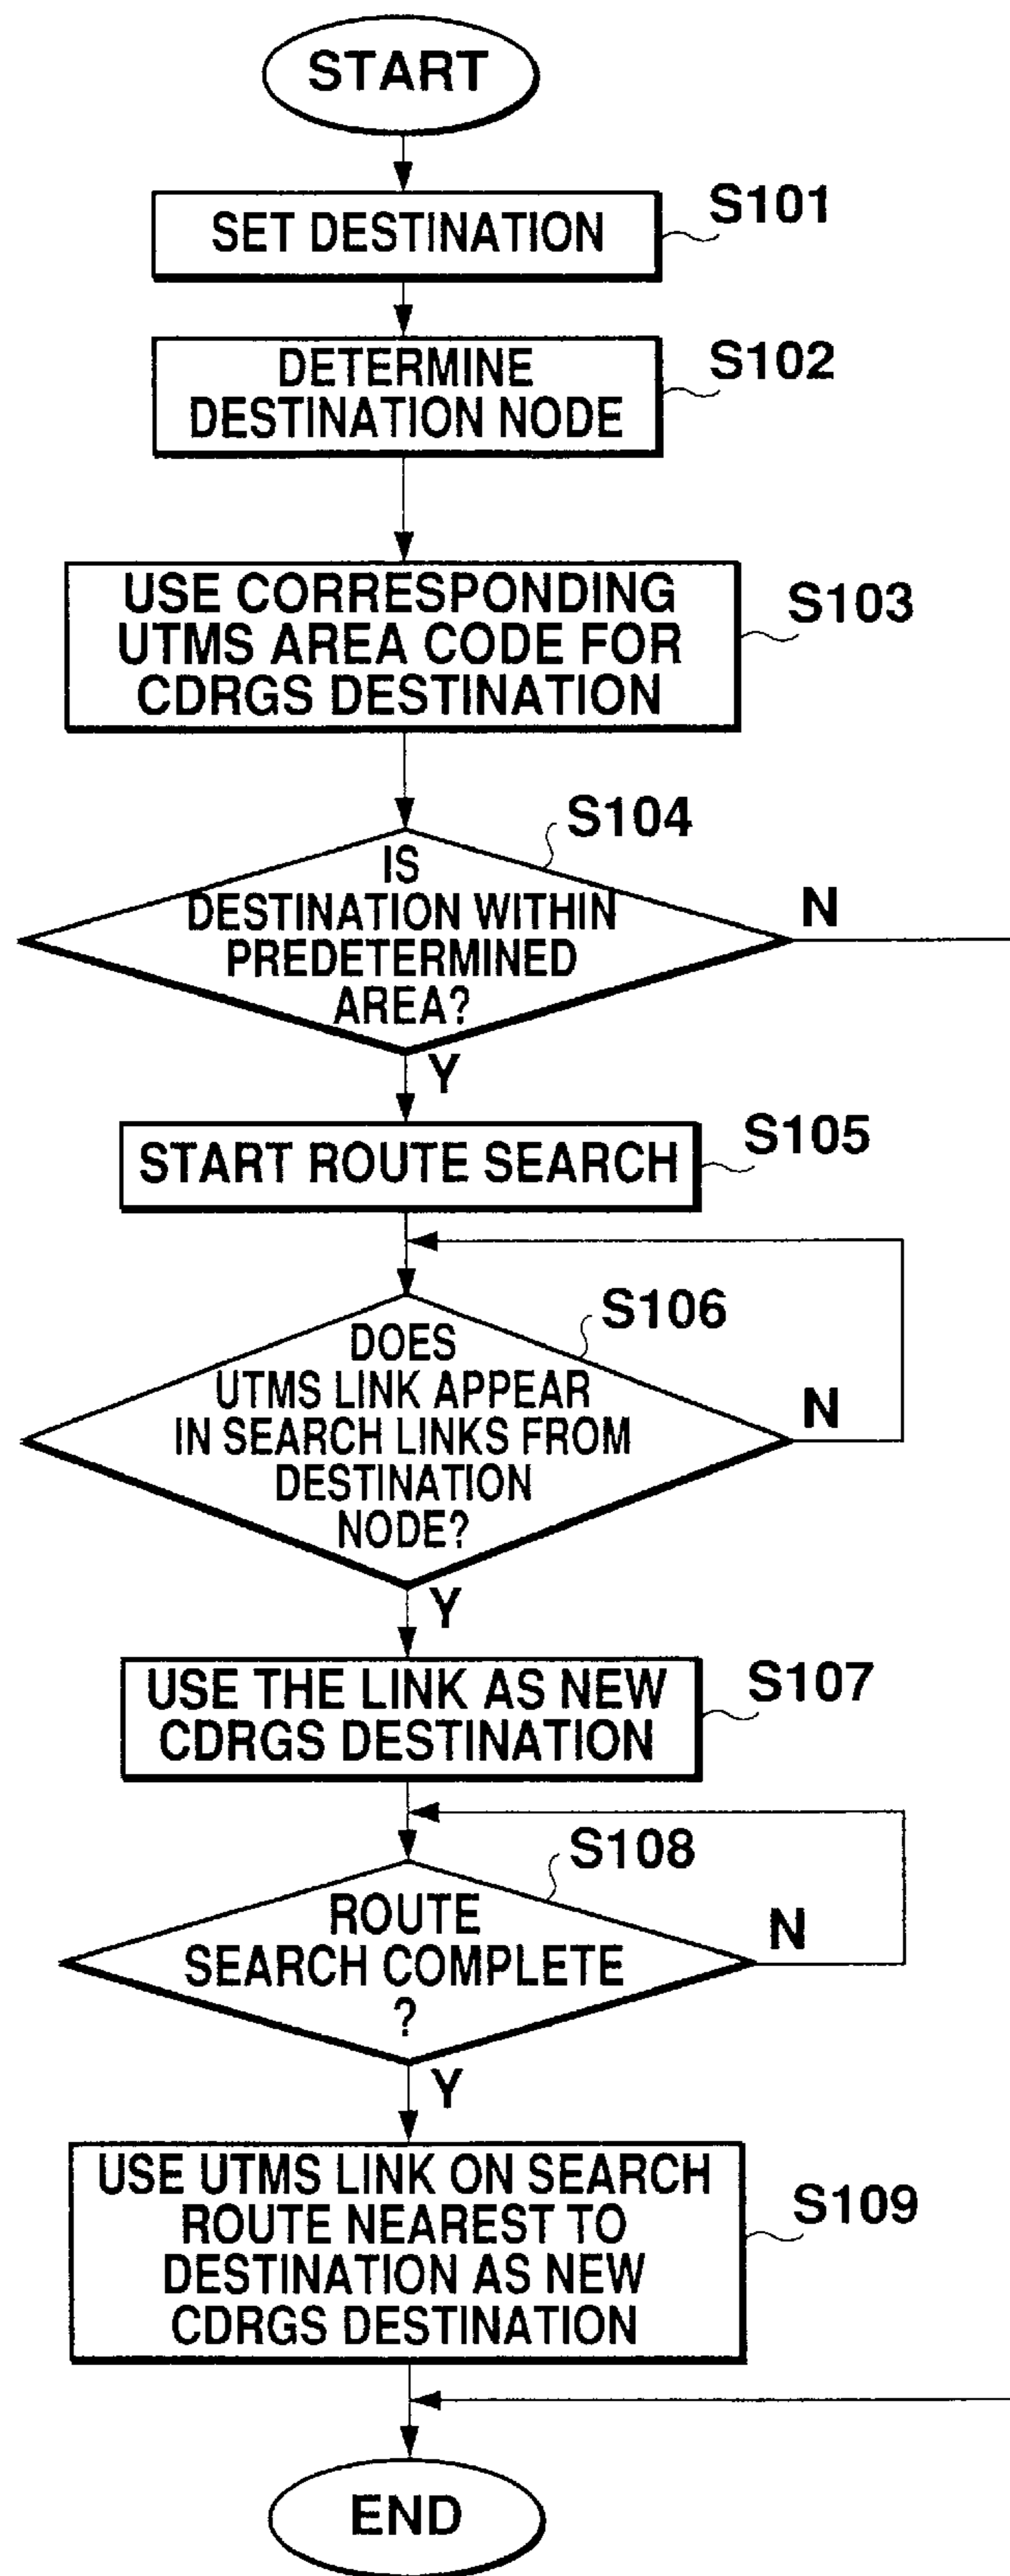 START
SET DESTINATION
S101
DETERMINE
DESTINATION NODE
S102
USE CORRESPONDING
UTMS AREA CODE FOR
CDRGS DESTINATION
S103
S104
IS
DESTINATION WITHIN
PREDETERMINED
AREA?
N
Y
START ROUTE SEARCH
S105
S106
DOES
UTMS LINK APPEAR
IN SEARCH LINKS FROM
DESTINATION
NODE?
N
Y
USE THE LINK AS NEW
CDRGS DESTINATION
S107
S108
ROUTE
SEARCH COMPLETE
?
N
Y
USE UTMS LINK ON SEARCH
ROUTE NEAREST TO
DESTINATION AS NEW
CDRGS DESTINATION
S109
END